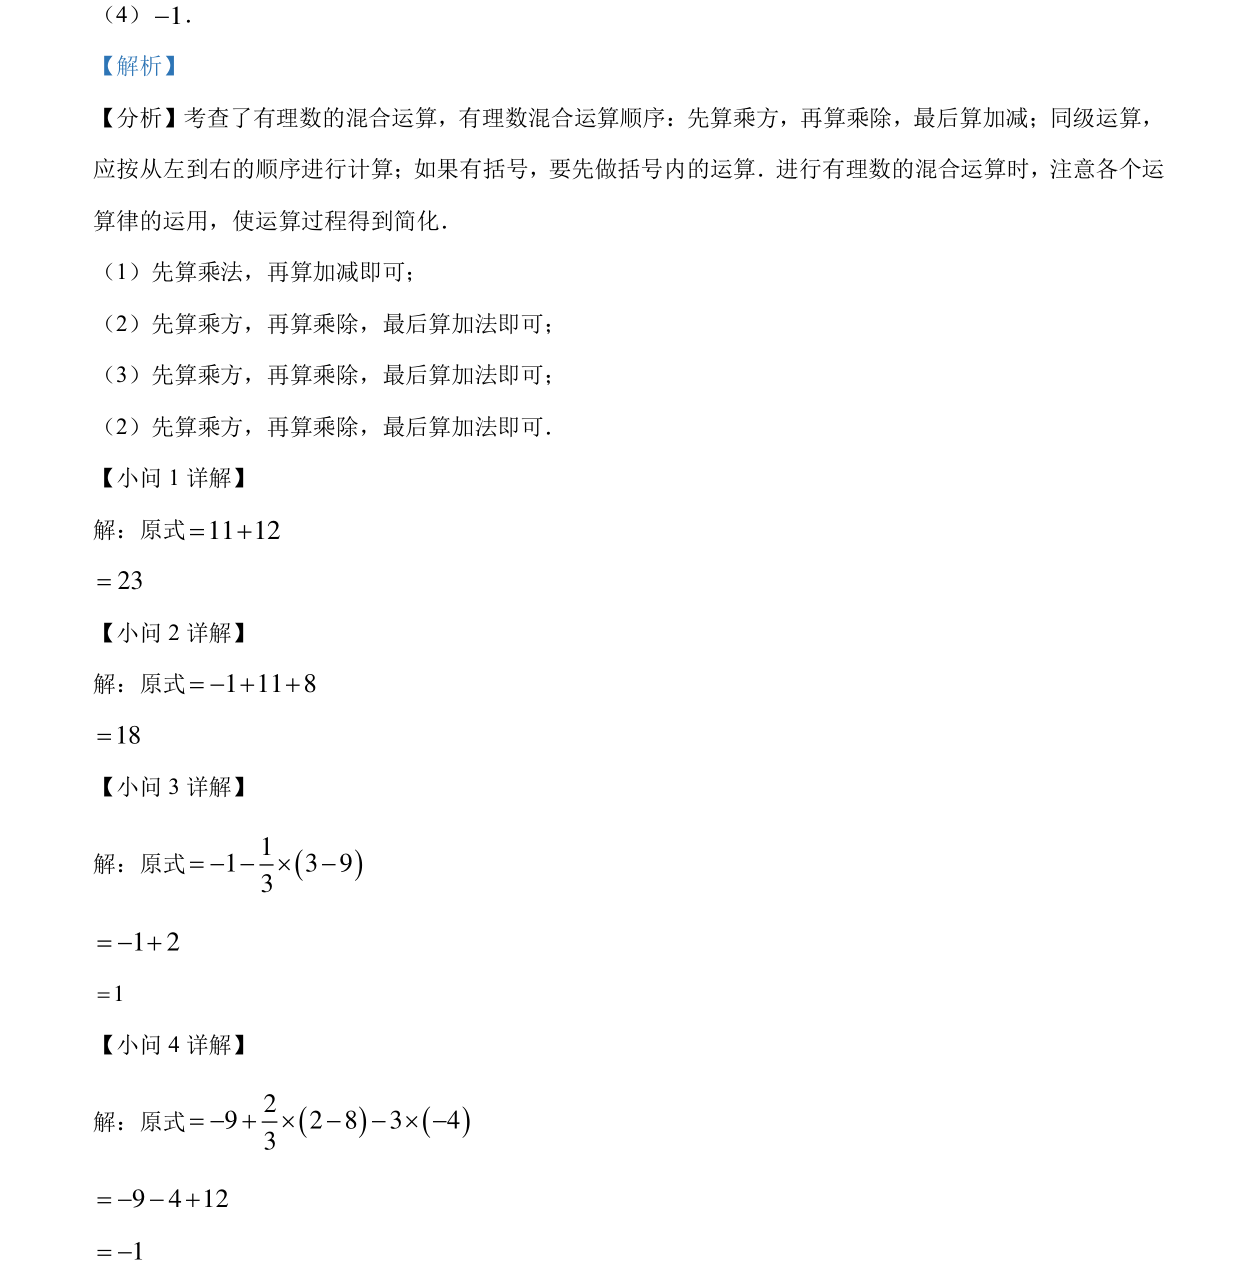 （4）−1．
【解析】
【分析】考查了有理数的混合运算，有理数混合运算顺序：先算乘方，再算乘除，最后算加减；同级运算，
应按从左到右的顺序进行计算；如果有括号，要先做括号内的运算．进行有理数的混合运算时，注意各个运
算律的运用，使运算过程得到简化．
（1）先算乘法，再算加减即可；
（2）先算乘方，再算乘除，最后算加法即可；
（3）先算乘方，再算乘除，最后算加法即可；
（2）先算乘方，再算乘除，最后算加法即可．
【小问 1 详解】
解：原式=11+12
=23
【小问 2 详解】
解：原式=−1+11+8
=18
【小问 3 详解】
解：原式=−1−1/3×(3−9)
=−1+2
=1
【小问 4 详解】
解：原式=−9+2/3×(2−8)−3×(−4)
=−9−4+12
=−1